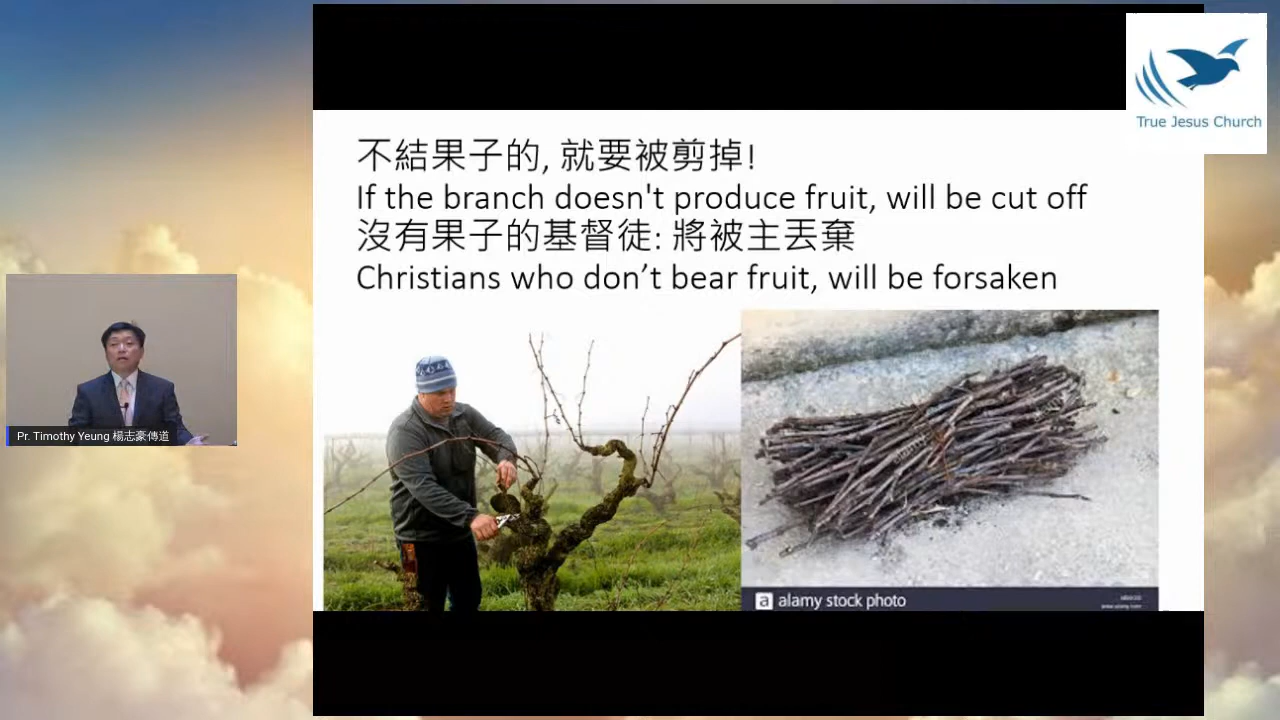 True Jesus Church
不結果子的, 就要被剪掉!
If the branch doesn't produce fruit, will be cut off
沒有果子的基督徒: 將被主丟棄
Christians who don’t bear fruit, will be forsaken
Pr. Timothy Yeung 楊志豪傳道
a alamy stock photo